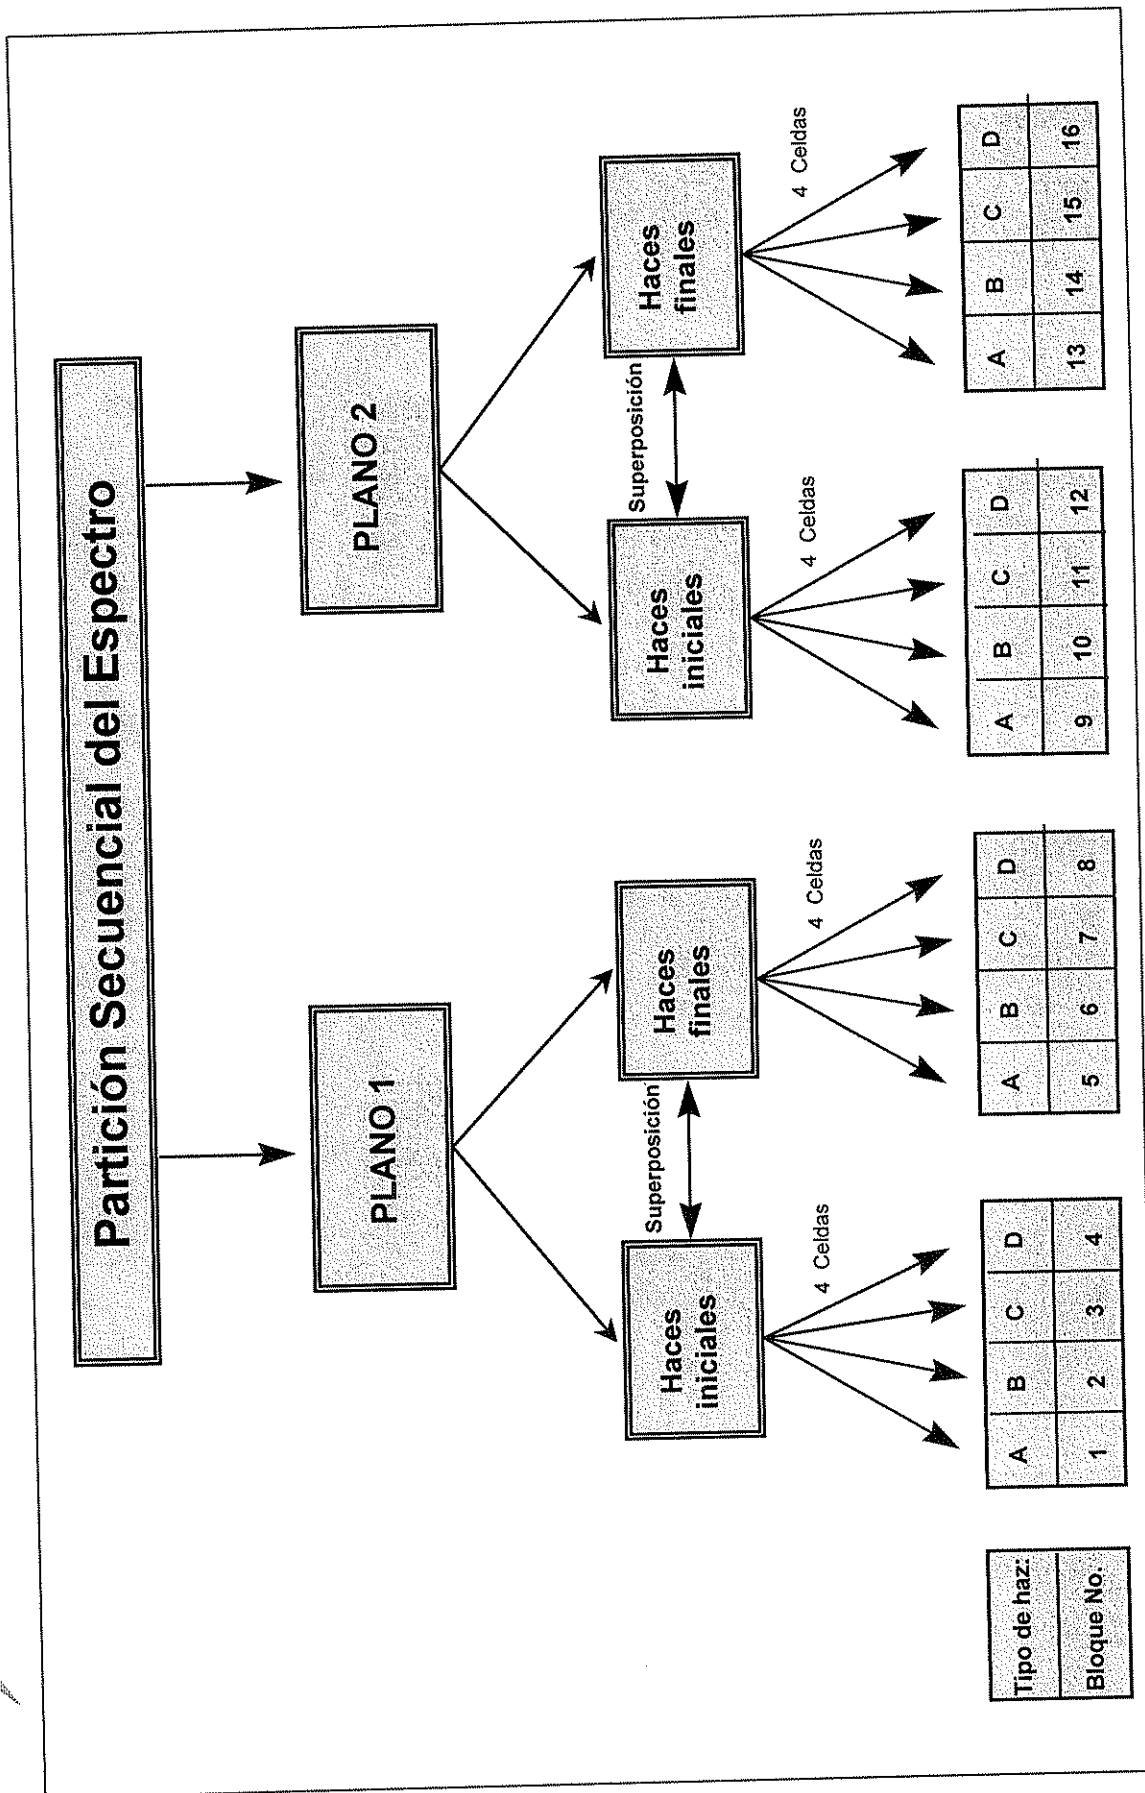 Partición Secuencial del Espectro
PLANO 1
PLANO 2
Haces
iniciales
Superposición
Haces
finales
Haces
iniciales
Superposición
Haces
finales
4 Celdas
4 Celdas
4 Celdas
4 Celdas
Tipo de haz: A B C D A B C D A B C D A B C D
Bloque No. 1 2 3 4 5 6 7 8 9 10 11 12 13 14 15 16